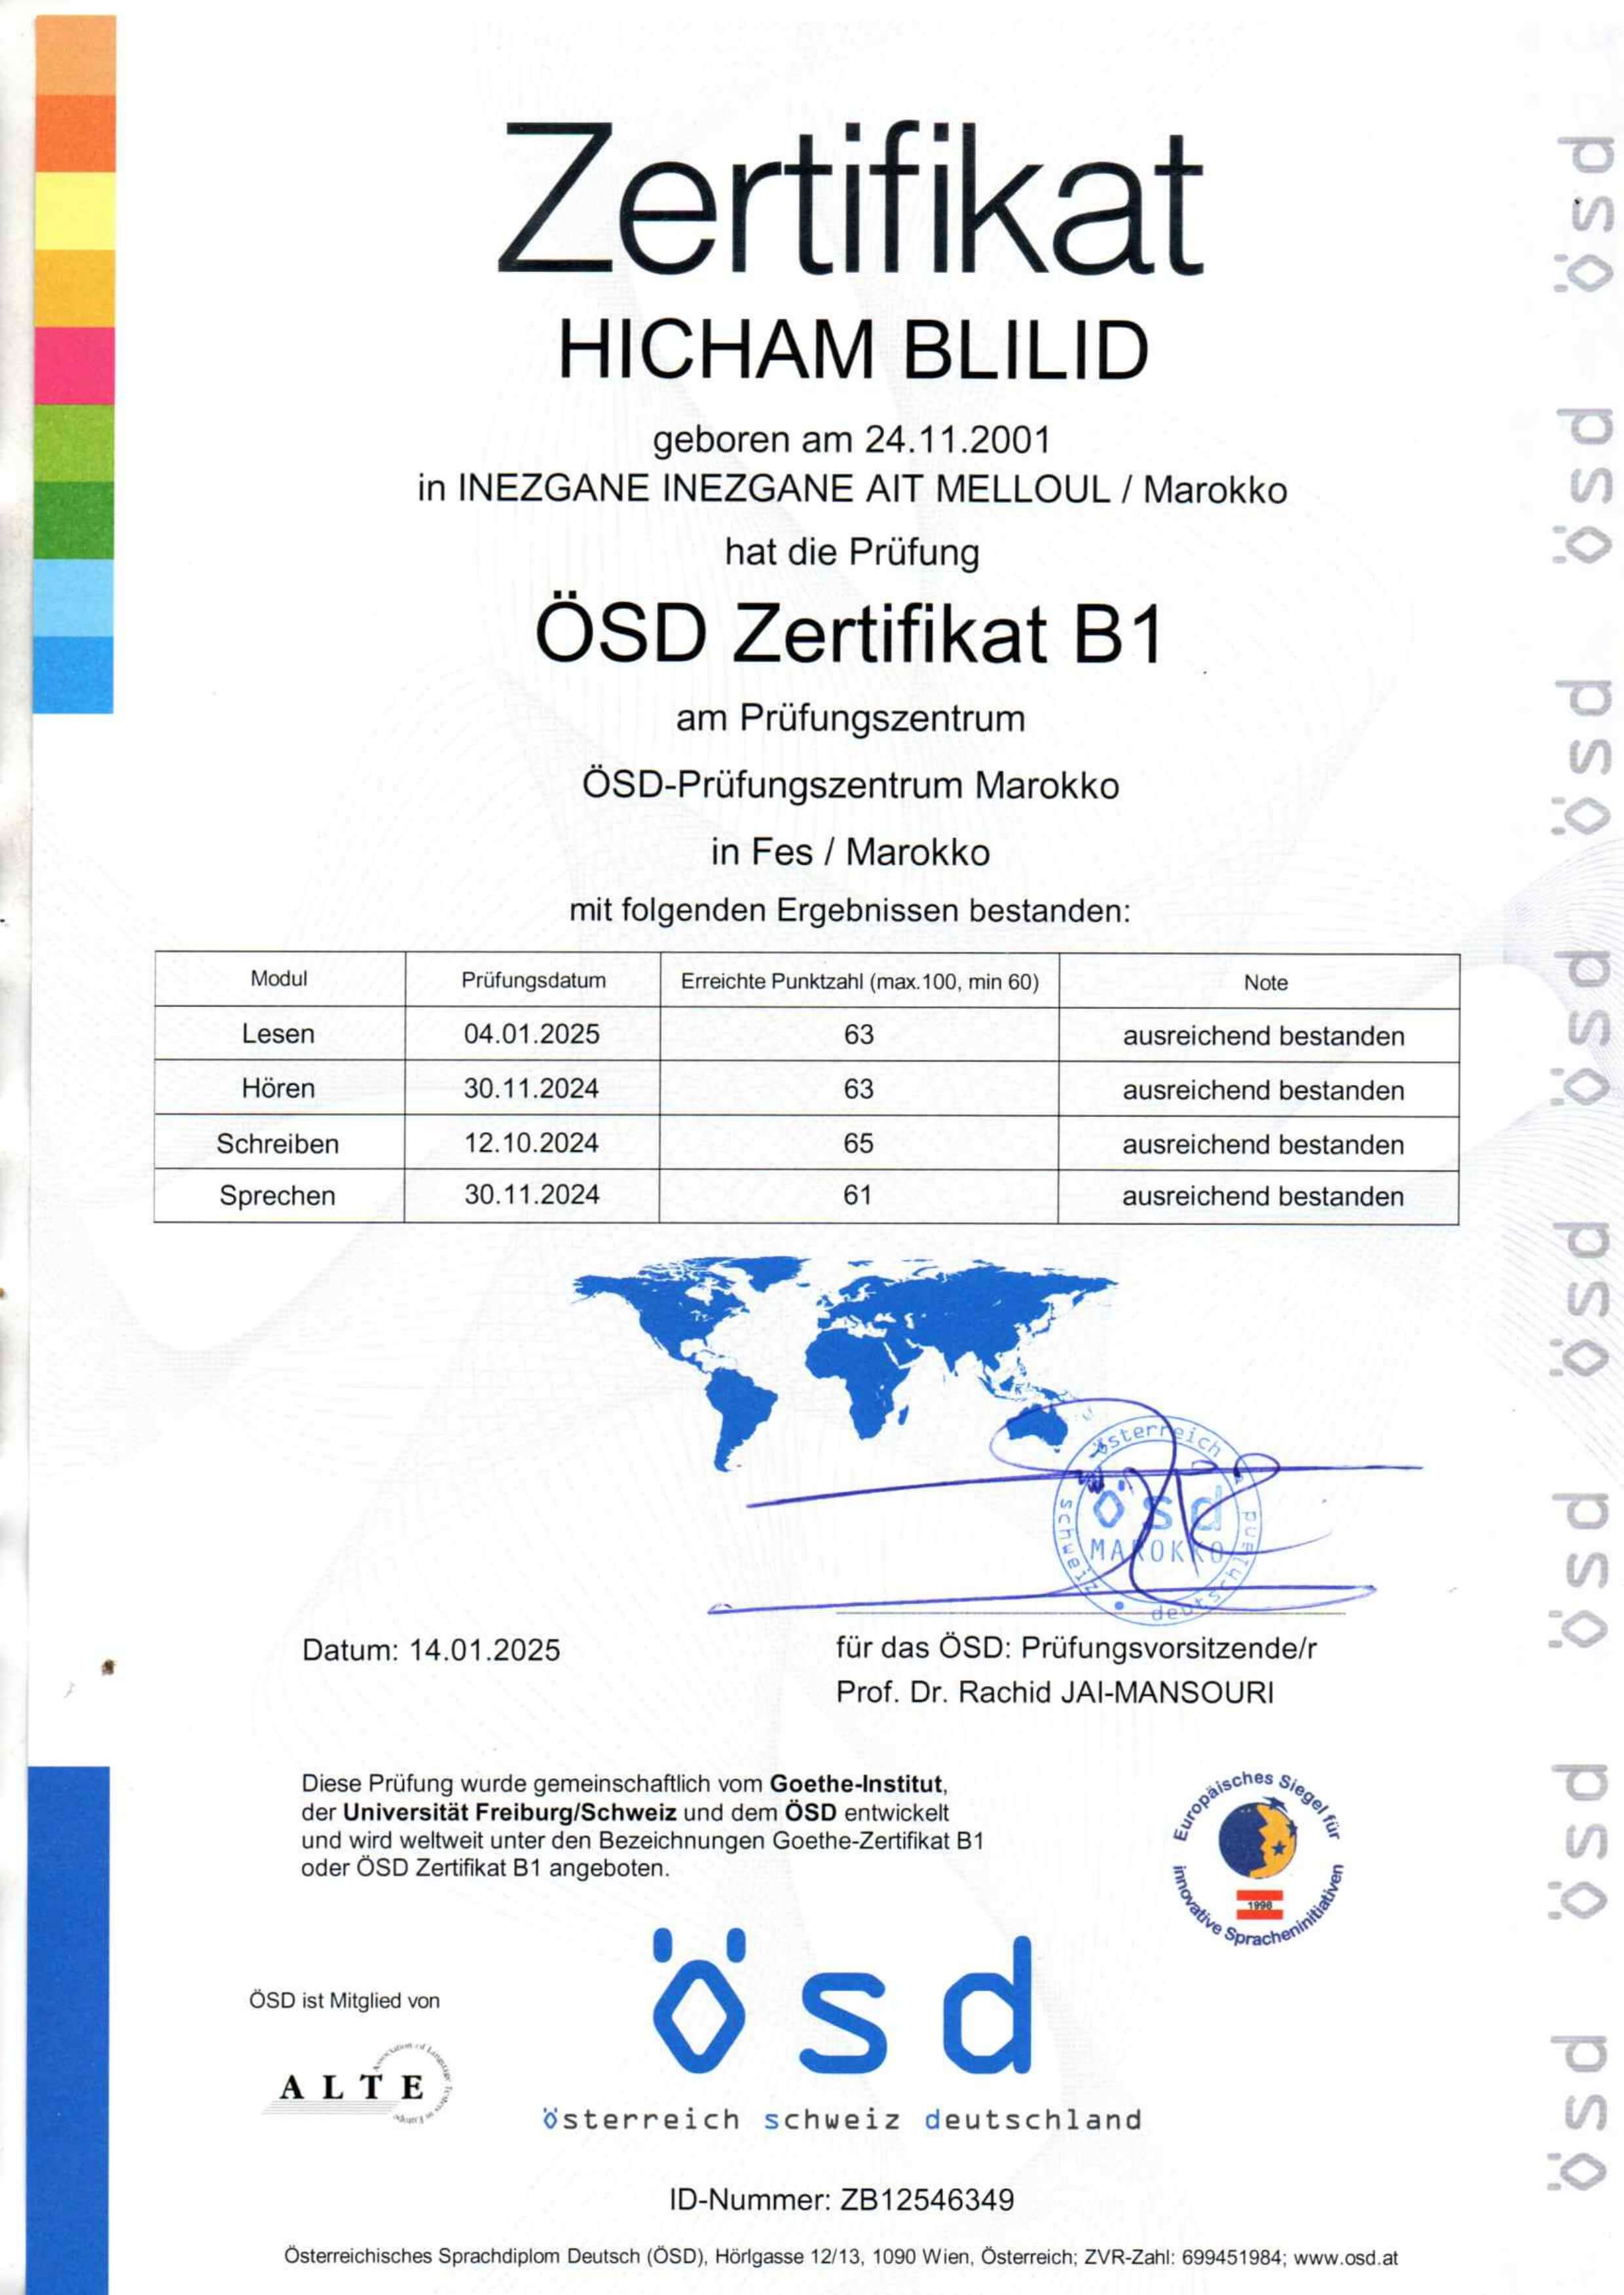 Zertifikat
HICHAM BLILID
geboren am 24.11.2001
in INEZGANE INEZGANE AIT MELLOUL / Marokko
hat die Prüfung
ÖSD Zertifikat B1
am Prüfungszentrum
ÖSD-Prüfungszentrum Marokko
in Fes / Marokko
mit folgenden Ergebnissen bestanden:
Modul Prüfungsdatum Erreichte Punktzahl (max.100, min 60) Note
Lesen 04.01.2025 63 ausreichend bestanden
Hören 30.11.2024 63 ausreichend bestanden
Schreiben 12.10.2024 65 ausreichend bestanden
Sprechen 30.11.2024 61 ausreichend bestanden
österreich
schweiz
ösd
MAROKKO
deutschland
Datum: 14.01.2025
für das ÖSD: Prüfungsvorsitzende/r
Prof. Dr. Rachid JAI-MANSOURI
Diese Prüfung wurde gemeinschaftlich vom Goethe-Institut,
der Universität Freiburg/Schweiz und dem ÖSD entwickelt
und wird weltweit unter den Bezeichnungen Goethe-Zertifikat B1
oder ÖSD Zertifikat B1 angeboten.
Europäisches Siegel für
innovative Spracheninitiativen
1998
ÖSD ist Mitglied von
ALTE
Association of Language Testers in Europe
ösd
österreich schweiz deutschland
ID-Nummer: ZB12546349
Österreichisches Sprachdiplom Deutsch (ÖSD), Hörlgasse 12/13, 1090 Wien, Österreich; ZVR-Zahl: 699451984; www.osd.at
ösd ösd ösd ösd ösd ösd ösd ösd